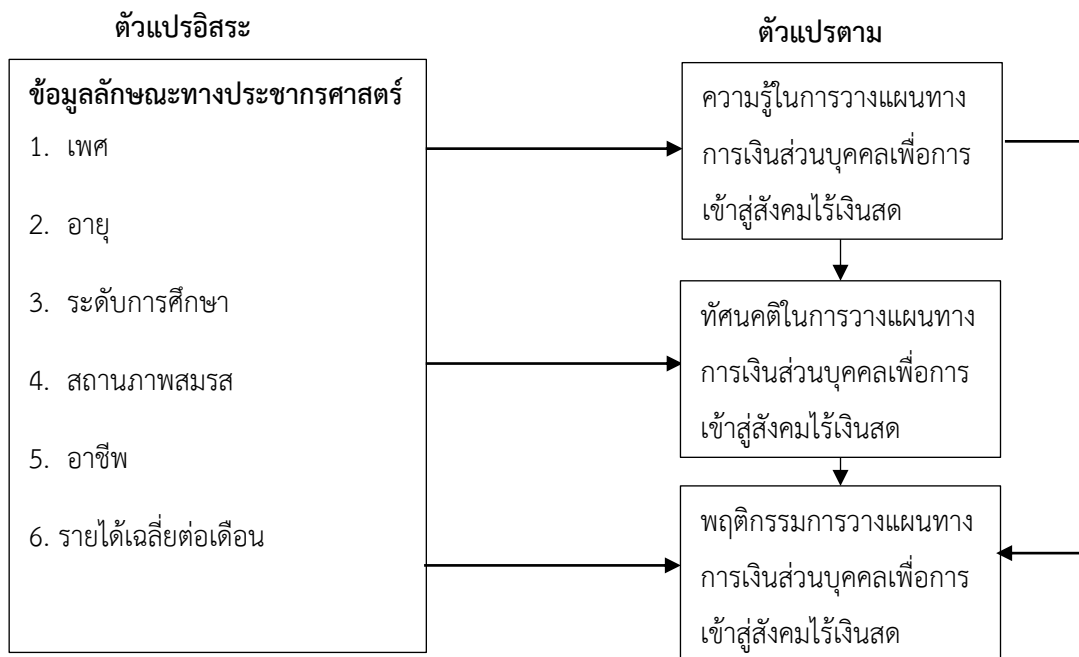 ตัวแปรอิสระ
ข้อมูลลักษณะทางประชากรศาสตร์
1. เพศ
2. อายุ
3. ระดับการศึกษา
4. สถานภาพสมรส
5. อาชีพ
6. รายได้เฉลี่ยต่อเดือน
ตัวแปรตาม
ความรู้ในการวางแผนทาง
การเงินส่วนบุคคลเพื่อการ
เข้าสู่สังคมไร้เงินสด
ทัศนคติในการวางแผนทาง
การเงินส่วนบุคคลเพื่อการ
เข้าสู่สังคมไร้เงินสด
พฤติกรรมการวางแผนทาง
การเงินส่วนบุคคลเพื่อการ
เข้าสู่สังคมไร้เงินสด